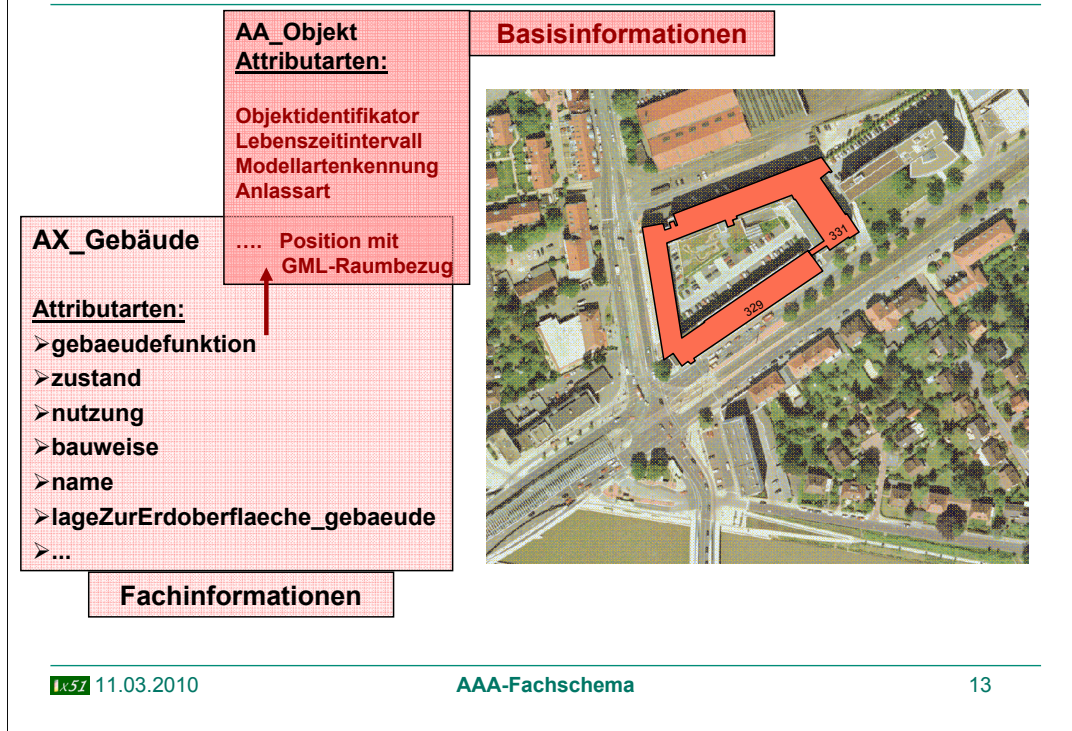 AA_Objekt
Attributarten:
Basisinformationen
Objektidentifikator
Lebenszeitintervall
Modellartenkennung
Anlassart
.... Position mit
GML-Raumbezug
AX_Gebäude
Attributarten:
➢gebaeudefunktion
➢zustand
➢nutzung
➢bauweise
➢name
➢lageZurErdoberflaeche_gebaeude
➢...
Fachinformationen
331
329
x51 11.03.2010
AAA-Fachschema
13